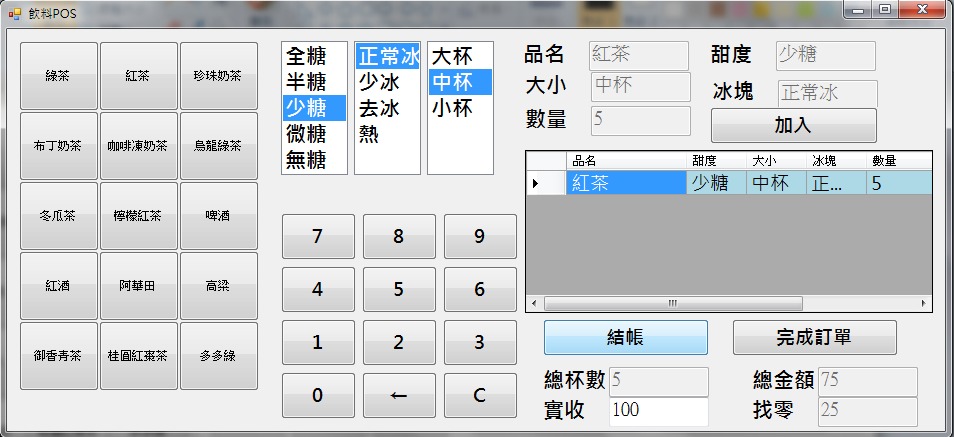 飲料POS
綠茶 紅茶 珍珠奶茶
布丁奶茶 咖啡凍奶茶 烏龍綠茶
冬瓜茶 檸檬紅茶 啤酒
紅酒 阿華田 高梁
御香青茶 桂圓紅棗茶 多多綠
全糖
半糖
少糖
微糖
無糖
正常冰
少冰
去冰
熱
大杯
中杯
小杯
7 8 9
4 5 6
1 2 3
0 ← C
品名 紅茶 甜度 少糖
大小 中杯 冰塊 正常冰
數量 5 加入
品名 甜度 大小 冰塊 數量
紅茶 少糖 中杯 正... 5
結帳 完成訂單
總杯數 5 總金額 75
實收 100 找零 25